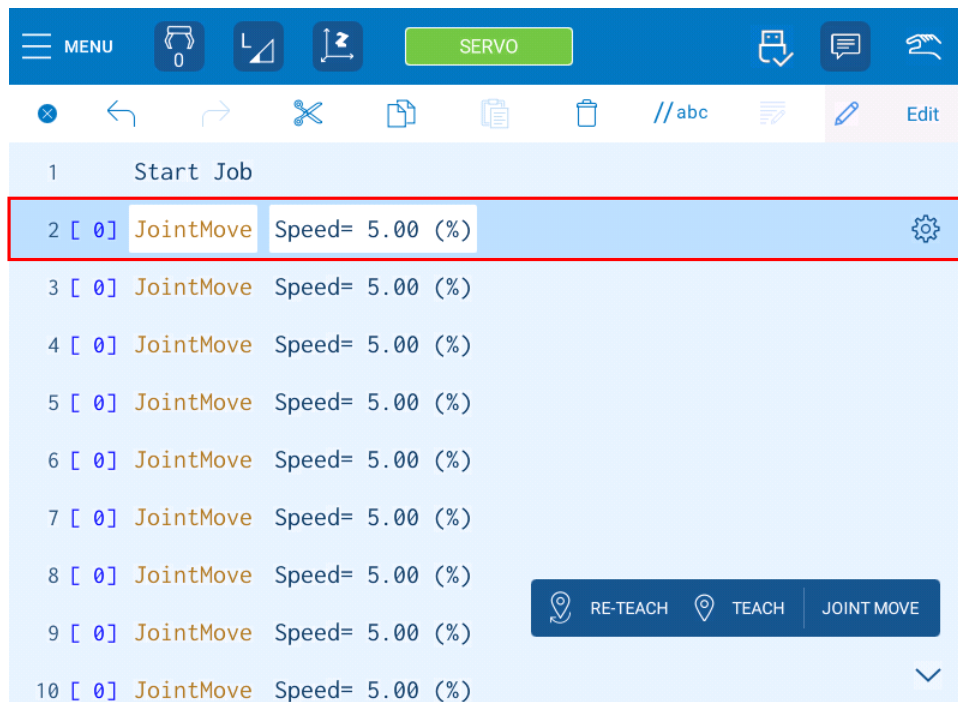 MENU 0 L Z SERVO
//abc Edit
1 Start Job
2 [ 0] JointMove Speed= 5.00 (%)
3 [ 0] JointMove Speed= 5.00 (%)
4 [ 0] JointMove Speed= 5.00 (%)
5 [ 0] JointMove Speed= 5.00 (%)
6 [ 0] JointMove Speed= 5.00 (%)
7 [ 0] JointMove Speed= 5.00 (%)
8 [ 0] JointMove Speed= 5.00 (%)
RE-TEACH TEACH JOINT MOVE
9 [ 0] JointMove Speed= 5.00 (%)
10 [ 0] JointMove Speed= 5.00 (%)